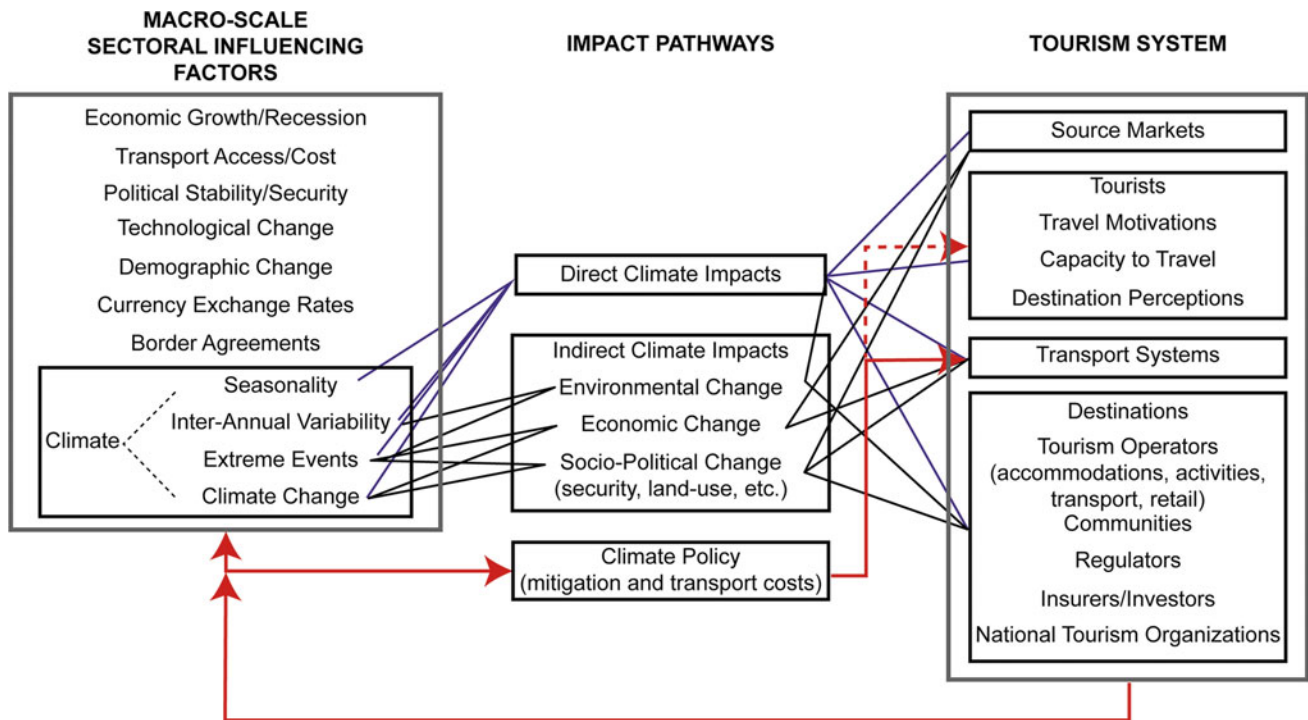 MACRO-SCALE
SECTORAL INFLUENCING
FACTORS
Economic Growth/Recession
Transport Access/Cost
Political Stability/Security
Technological Change
Demographic Change
Currency Exchange Rates
Border Agreements
Climate
Seasonality
Inter-Annual Variability
Extreme Events
Climate Change
IMPACT PATHWAYS
Direct Climate Impacts
Indirect Climate Impacts
Environmental Change
Economic Change
Socio-Political Change
(security, land-use, etc.)
Climate Policy
(mitigation and transport costs)
TOURISM SYSTEM
Source Markets
Tourists
Travel Motivations
Capacity to Travel
Destination Perceptions
Transport Systems
Destinations
Tourism Operators
(accommodations, activities,
transport, retail)
Communities
Regulators
Insurers/Investors
National Tourism Organizations